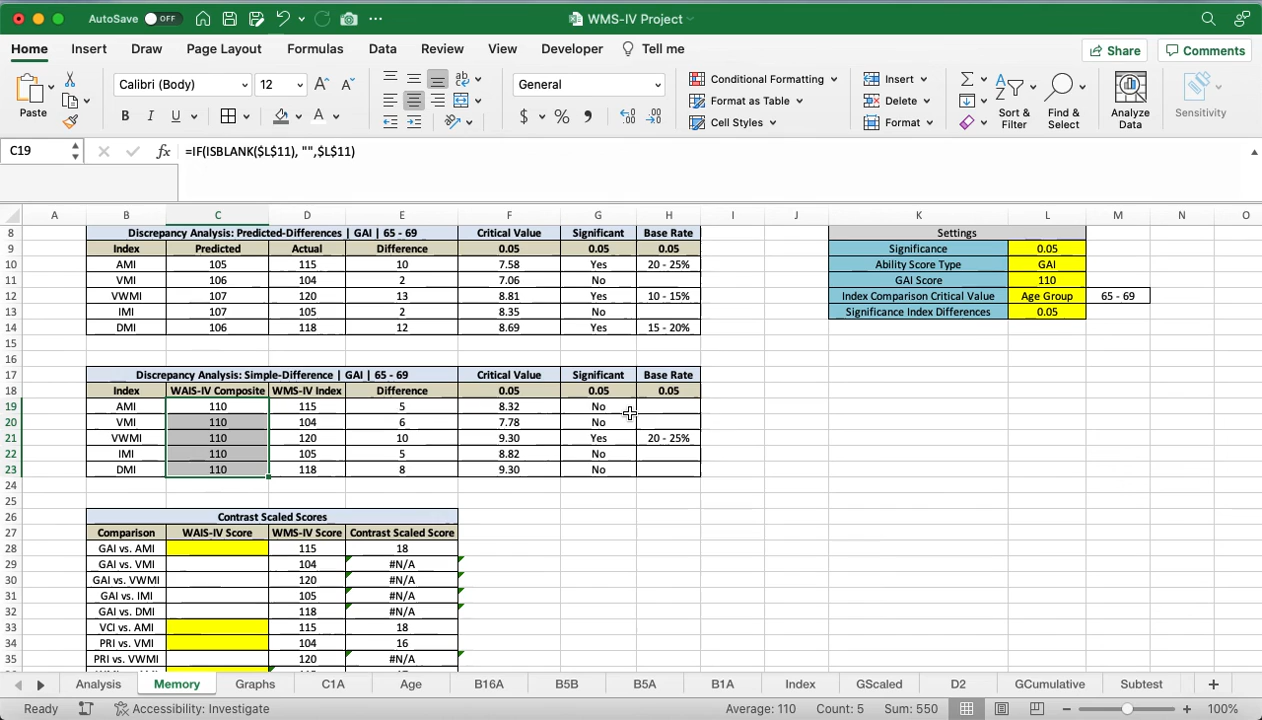 AutoSave OFF WMS-IV Project
Home Insert Draw Page Layout Formulas Data Review View Developer Tell me Share Comments
Calibri (Body) 12 General Conditional Formatting Insert
Format as Table Delete
Cell Styles Format
Paste Sort & Filter Find & Select Analyze Data Sensitivity
C19 fx =IF(ISBLANK($L$11), "",$L$11)
A B C D E F G H I J K L M N O
8 Discrepancy Analysis: Predicted-Differences | GAI | 65 - 69 Critical Value Significant Base Rate Settings
9 Index Predicted Actual Difference 0.05 0.05 0.05 Significance 0.05
10 AMI 105 115 10 7.58 Yes 20 - 25% Ability Score Type GAI
11 VMI 106 104 2 7.06 No GAI Score 110
12 VWMI 107 120 13 8.81 Yes 10 - 15% Index Comparison Critical Value Age Group 65 - 69
13 IMI 107 105 2 8.35 No Significance Index Differences 0.05
14 DMI 106 118 12 8.69 Yes 15 - 20%
15
16
17 Discrepancy Analysis: Simple-Difference | GAI | 65 - 69 Critical Value Significant Base Rate
18 Index WAIS-IV Composite WMS-IV Index Difference 0.05 0.05 0.05
19 AMI 110 115 5 8.32 No
20 VMI 110 104 6 7.78 No
21 VWMI 110 120 10 9.30 Yes 20 - 25%
22 IMI 110 105 5 8.82 No
23 DMI 110 118 8 9.30 No
24
25
26 Contrast Scaled Scores
27 Comparison WAIS-IV Score WMS-IV Score Contrast Scaled Score
28 GAI vs. AMI 115 18
29 GAI vs. VMI 104 #N/A
30 GAI vs. VWMI 120 #N/A
31 GAI vs. IMI 105 #N/A
32 GAI vs. DMI 118 #N/A
33 VCI vs. AMI 115 18
34 PRI vs. VMI 104 16
35 PRI vs. VWMI 120 #N/A
Analysis Memory Graphs C1A Age B16A B5B B5A B1A Index GScaled D2 GCumulative Subtest
Ready Accessibility: Investigate Average: 110 Count: 5 Sum: 550 100%